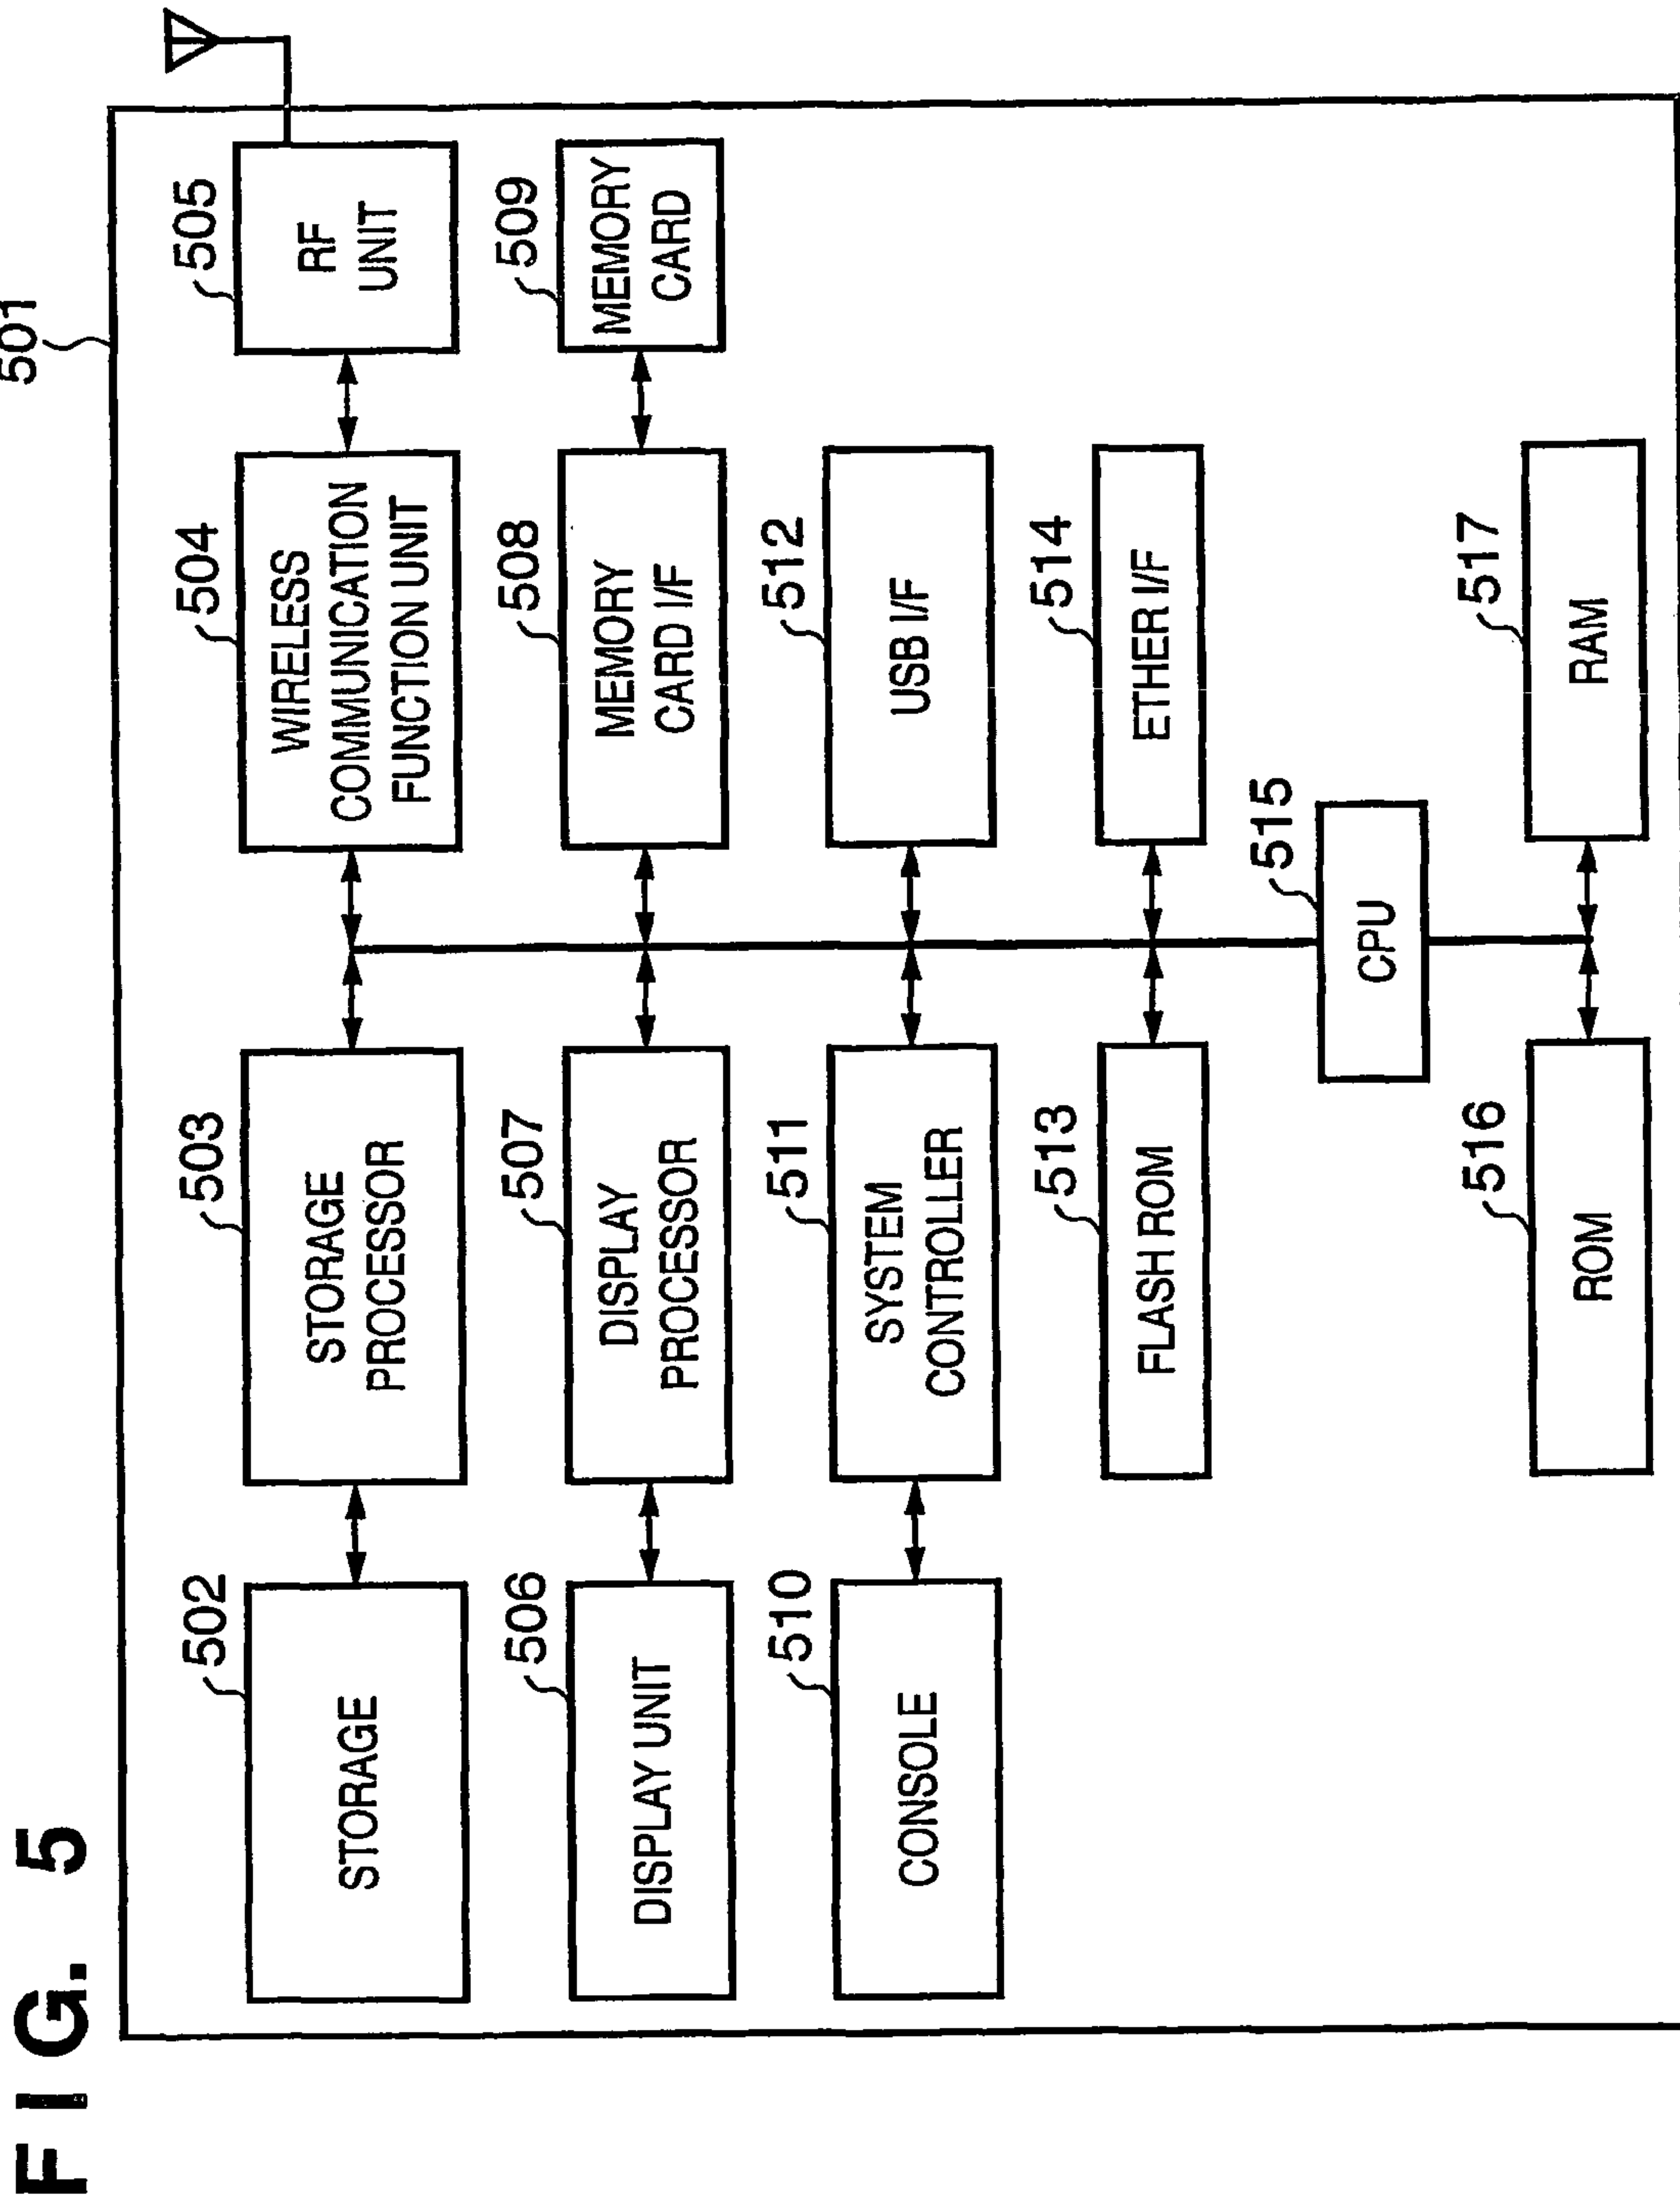 FIG. 5
501
502
STORAGE
503
STORAGE
PROCESSOR
504
WIRELESS
COMMUNICATION
FUNCTION UNIT
505
RF
UNIT
506
DISPLAY UNIT
507
DISPLAY
PROCESSOR
508
MEMORY
CARD I/F
509
MEMORY
CARD
510
CONSOLE
511
SYSTEM
CONTROLLER
512
USB I/F
513
FLASH ROM
514
ETHER I/F
515
CPU
516
ROM
517
RAM